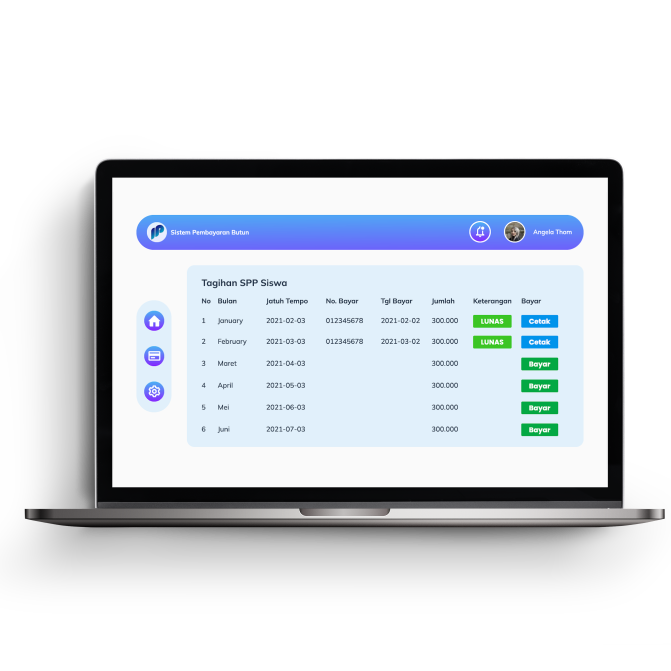 Sistem Pembayaran Butun
Angela Thom
Tagihan SPP Siswa
No Bulan Jatuh Tempo No. Bayar Tgl Bayar Jumlah Keterangan Bayar
1 January 2021-02-03 012345678 2021-02-02 300.000 LUNAS Cetak
2 February 2021-03-03 012345678 2021-03-02 300.000 LUNAS Cetak
3 Maret 2021-04-03 300.000 Bayar
4 April 2021-05-03 300.000 Bayar
5 Mei 2021-06-03 300.000 Bayar
6 Juni 2021-07-03 300.000 Bayar